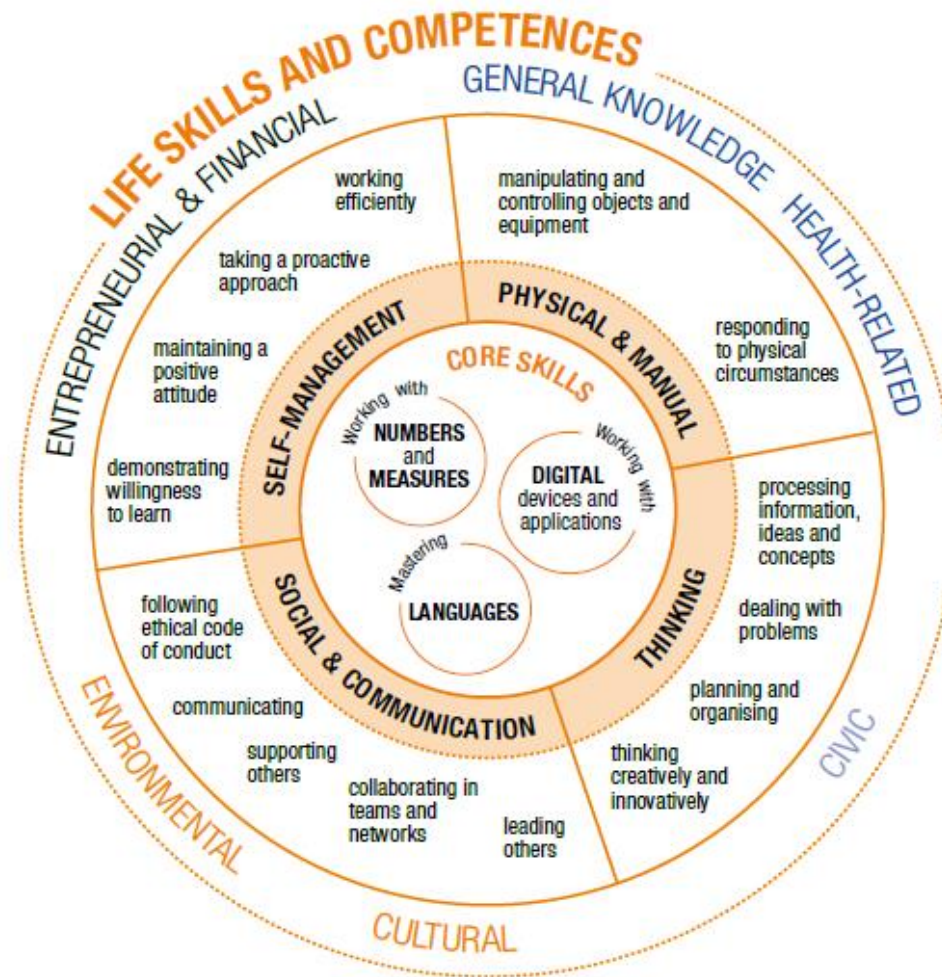 LIFE SKILLS AND COMPETENCES
ENTREPRENEURIAL & FINANCIAL
GENERAL KNOWLEDGE
HEALTH-RELATED
CIVIC
CULTURAL
ENVIRONMENTAL
SELF-MANAGEMENT
working
efficiently
taking a proactive
approach
maintaining a
positive
attitude
demonstrating
willingness
to learn
PHYSICAL & MANUAL
manipulating and
controlling objects and
equipment
responding
to physical
circumstances
THINKING
processing
information,
ideas and
concepts
dealing with
problems
planning and
organising
thinking
creatively and
innovatively
SOCIAL & COMMUNICATION
following
ethical code
of conduct
communicating
supporting
others
collaborating in
teams and
networks
leading
others
CORE SKILLS
Working with
NUMBERS
and
MEASURES
Working with
DIGITAL
devices and
applications
Mastering
LANGUAGES